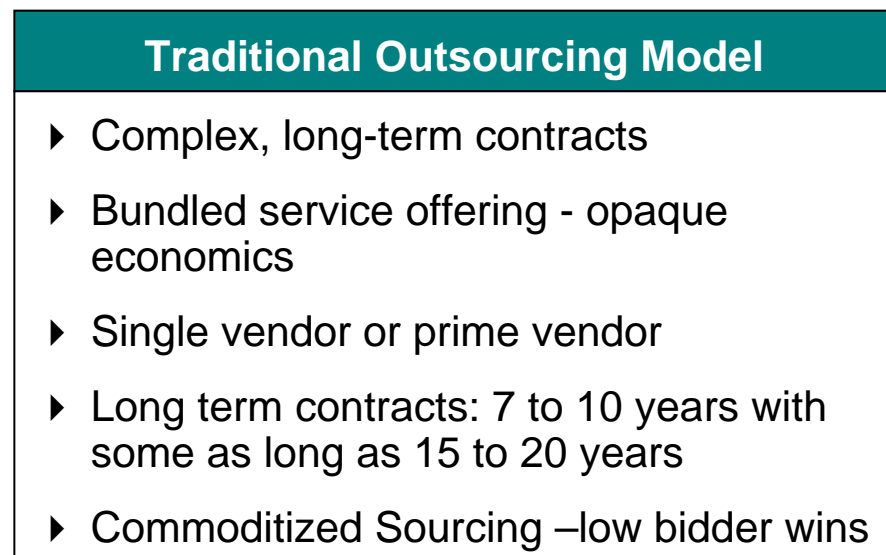 Traditional Outsourcing Model
Complex, long-term contracts
Bundled service offering - opaque
economics
Single vendor or prime vendor
Long term contracts: 7 to 10 years with
some as long as 15 to 20 years
Commoditized Sourcing –low bidder wins